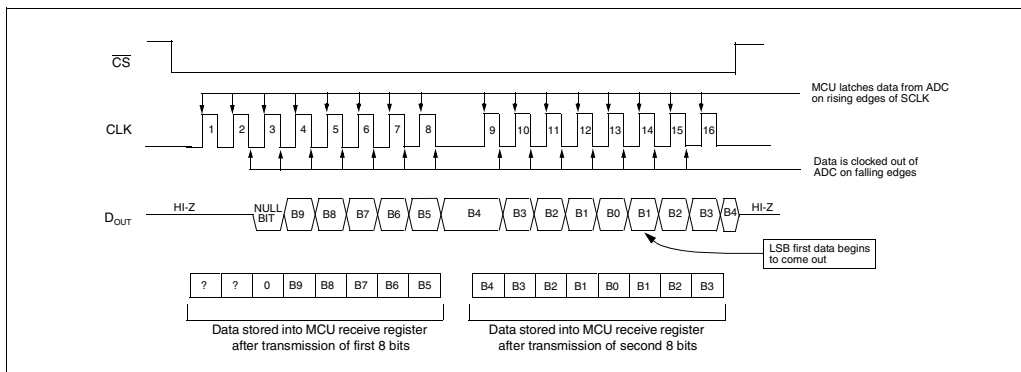 CS
MCU latches data from ADC
on rising edges of SCLK
CLK
1 2 3 4 5 6 7 8 9 10 11 12 13 14 15 16
Data is clocked out of
ADC on falling edges
DOUT
HI-Z
NULL
BIT
B9 B8 B7 B6 B5 B4 B3 B2 B1 B0 B1 B2 B3 B4
HI-Z
LSB first data begins
to come out
? ? 0 B9 B8 B7 B6 B5
B4 B3 B2 B1 B0 B1 B2 B3
Data stored into MCU receive register
after transmission of first 8 bits
Data stored into MCU receive register
after transmission of second 8 bits